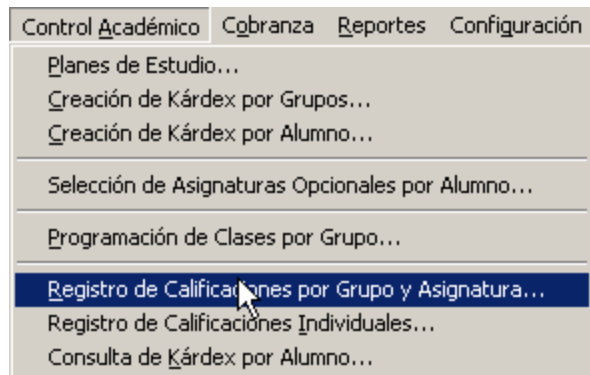 Control Académico Cobranza Reportes Configuración
Planes de Estudio...
Creación de Kárdex por Grupos...
Creación de Kárdex por Alumno...
Selección de Asignaturas Opcionales por Alumno...
Programación de Clases por Grupo...
Registro de Calificaciones por Grupo y Asignatura...
Registro de Calificaciones Individuales...
Consulta de Kárdex por Alumno...